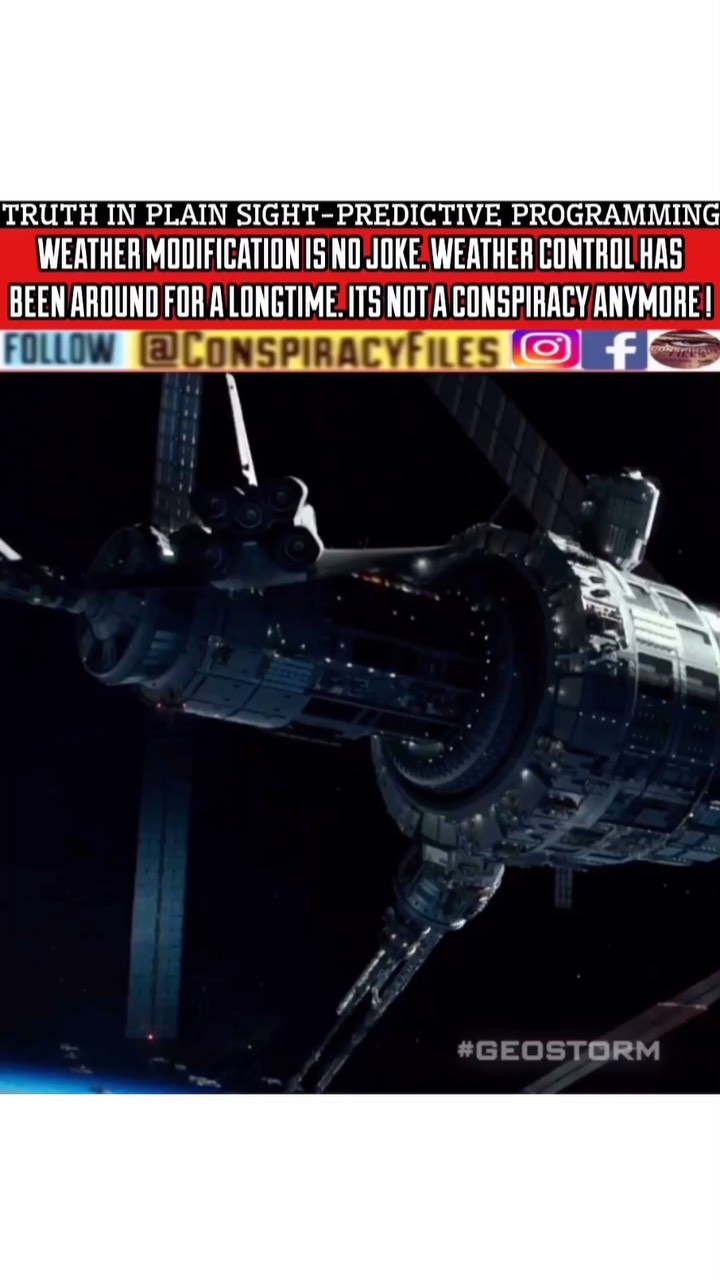 TRUTH IN PLAIN SIGHT-PREDICTIVE PROGRAMMING
WEATHER MODIFICATION IS NO JOKE. WEATHER CONTROL HAS
BEEN AROUND FOR A LONGTIME. ITS NOT A CONSPIRACY ANYMORE!
FOLLOW @CONSPIRACYFILES
#GEOSTORM